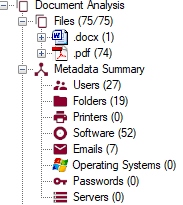 Document Analysis
Files (75/75)
.docx (1)
.pdf (74)
Metadata Summary
Users (27)
Folders (19)
Printers (0)
Software (52)
Emails (7)
Operating Systems (0)
Passwords (0)
Servers (0)